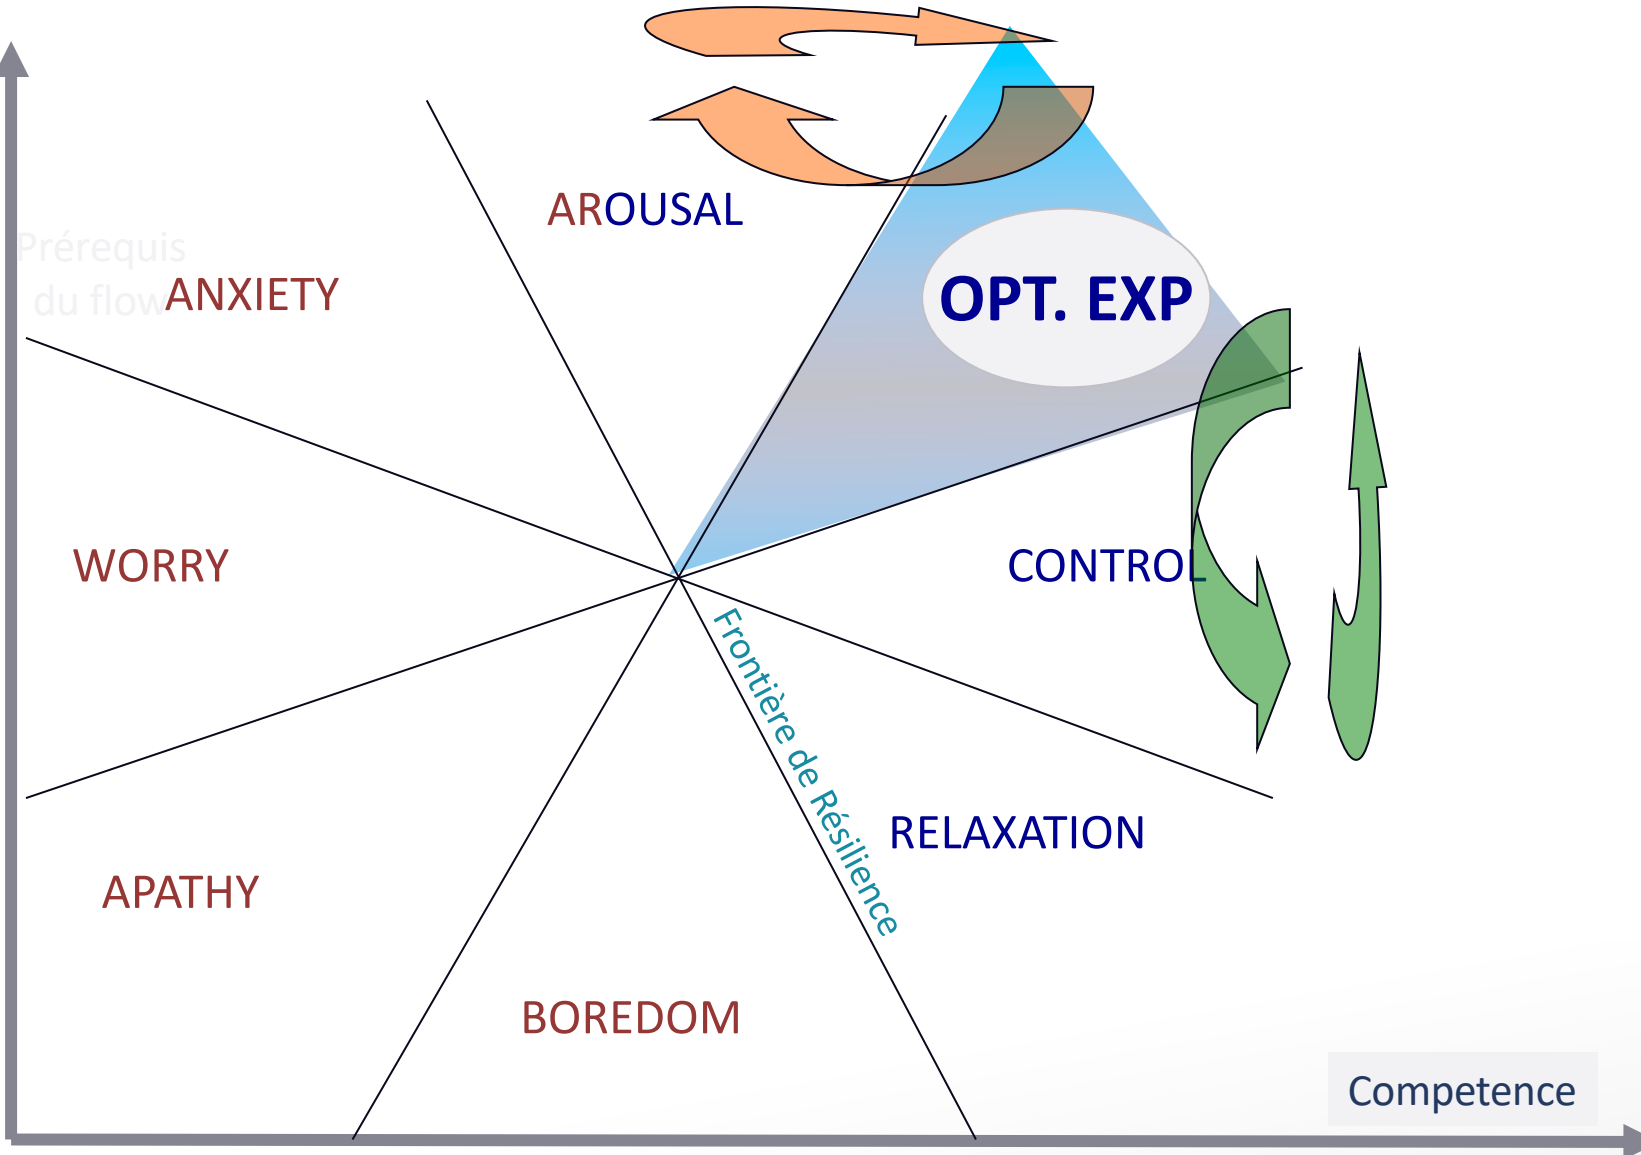 AROUSAL
Prérequis
du flow
ANXIETY
OPT. EXP
WORRY
CONTROL
Frontière de Résilience
RELAXATION
APATHY
BOREDOM
Competence